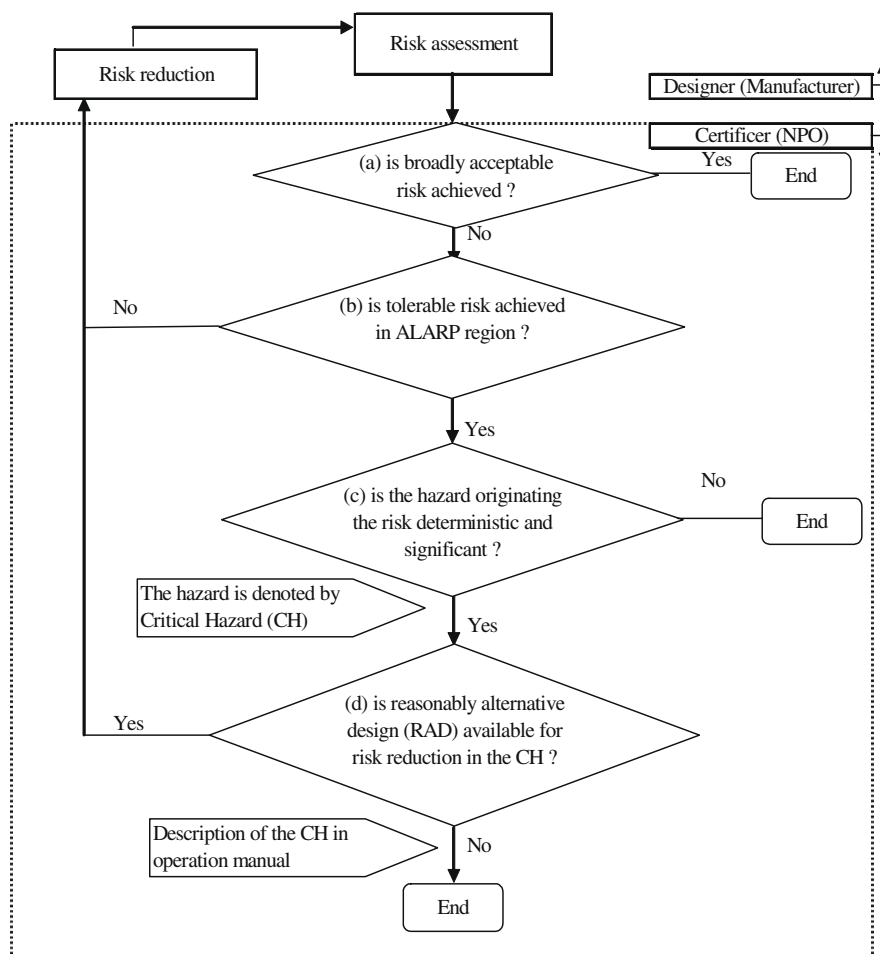 Risk assessment
Risk reduction
Designer (Manufacturer)
Certificer (NPO)
(a) is broadly acceptable
risk achieved ?
Yes
End
No
(b) is tolerable risk achieved
in ALARP region ?
No
Yes
(c) is the hazard originating
the risk deterministic and
significant ?
No
End
The hazard is denoted by
Critical Hazard (CH)
Yes
(d) is reasonably alternative
design (RAD) available for
risk reduction in the CH ?
Yes
Description of the CH in
operation manual
No
End